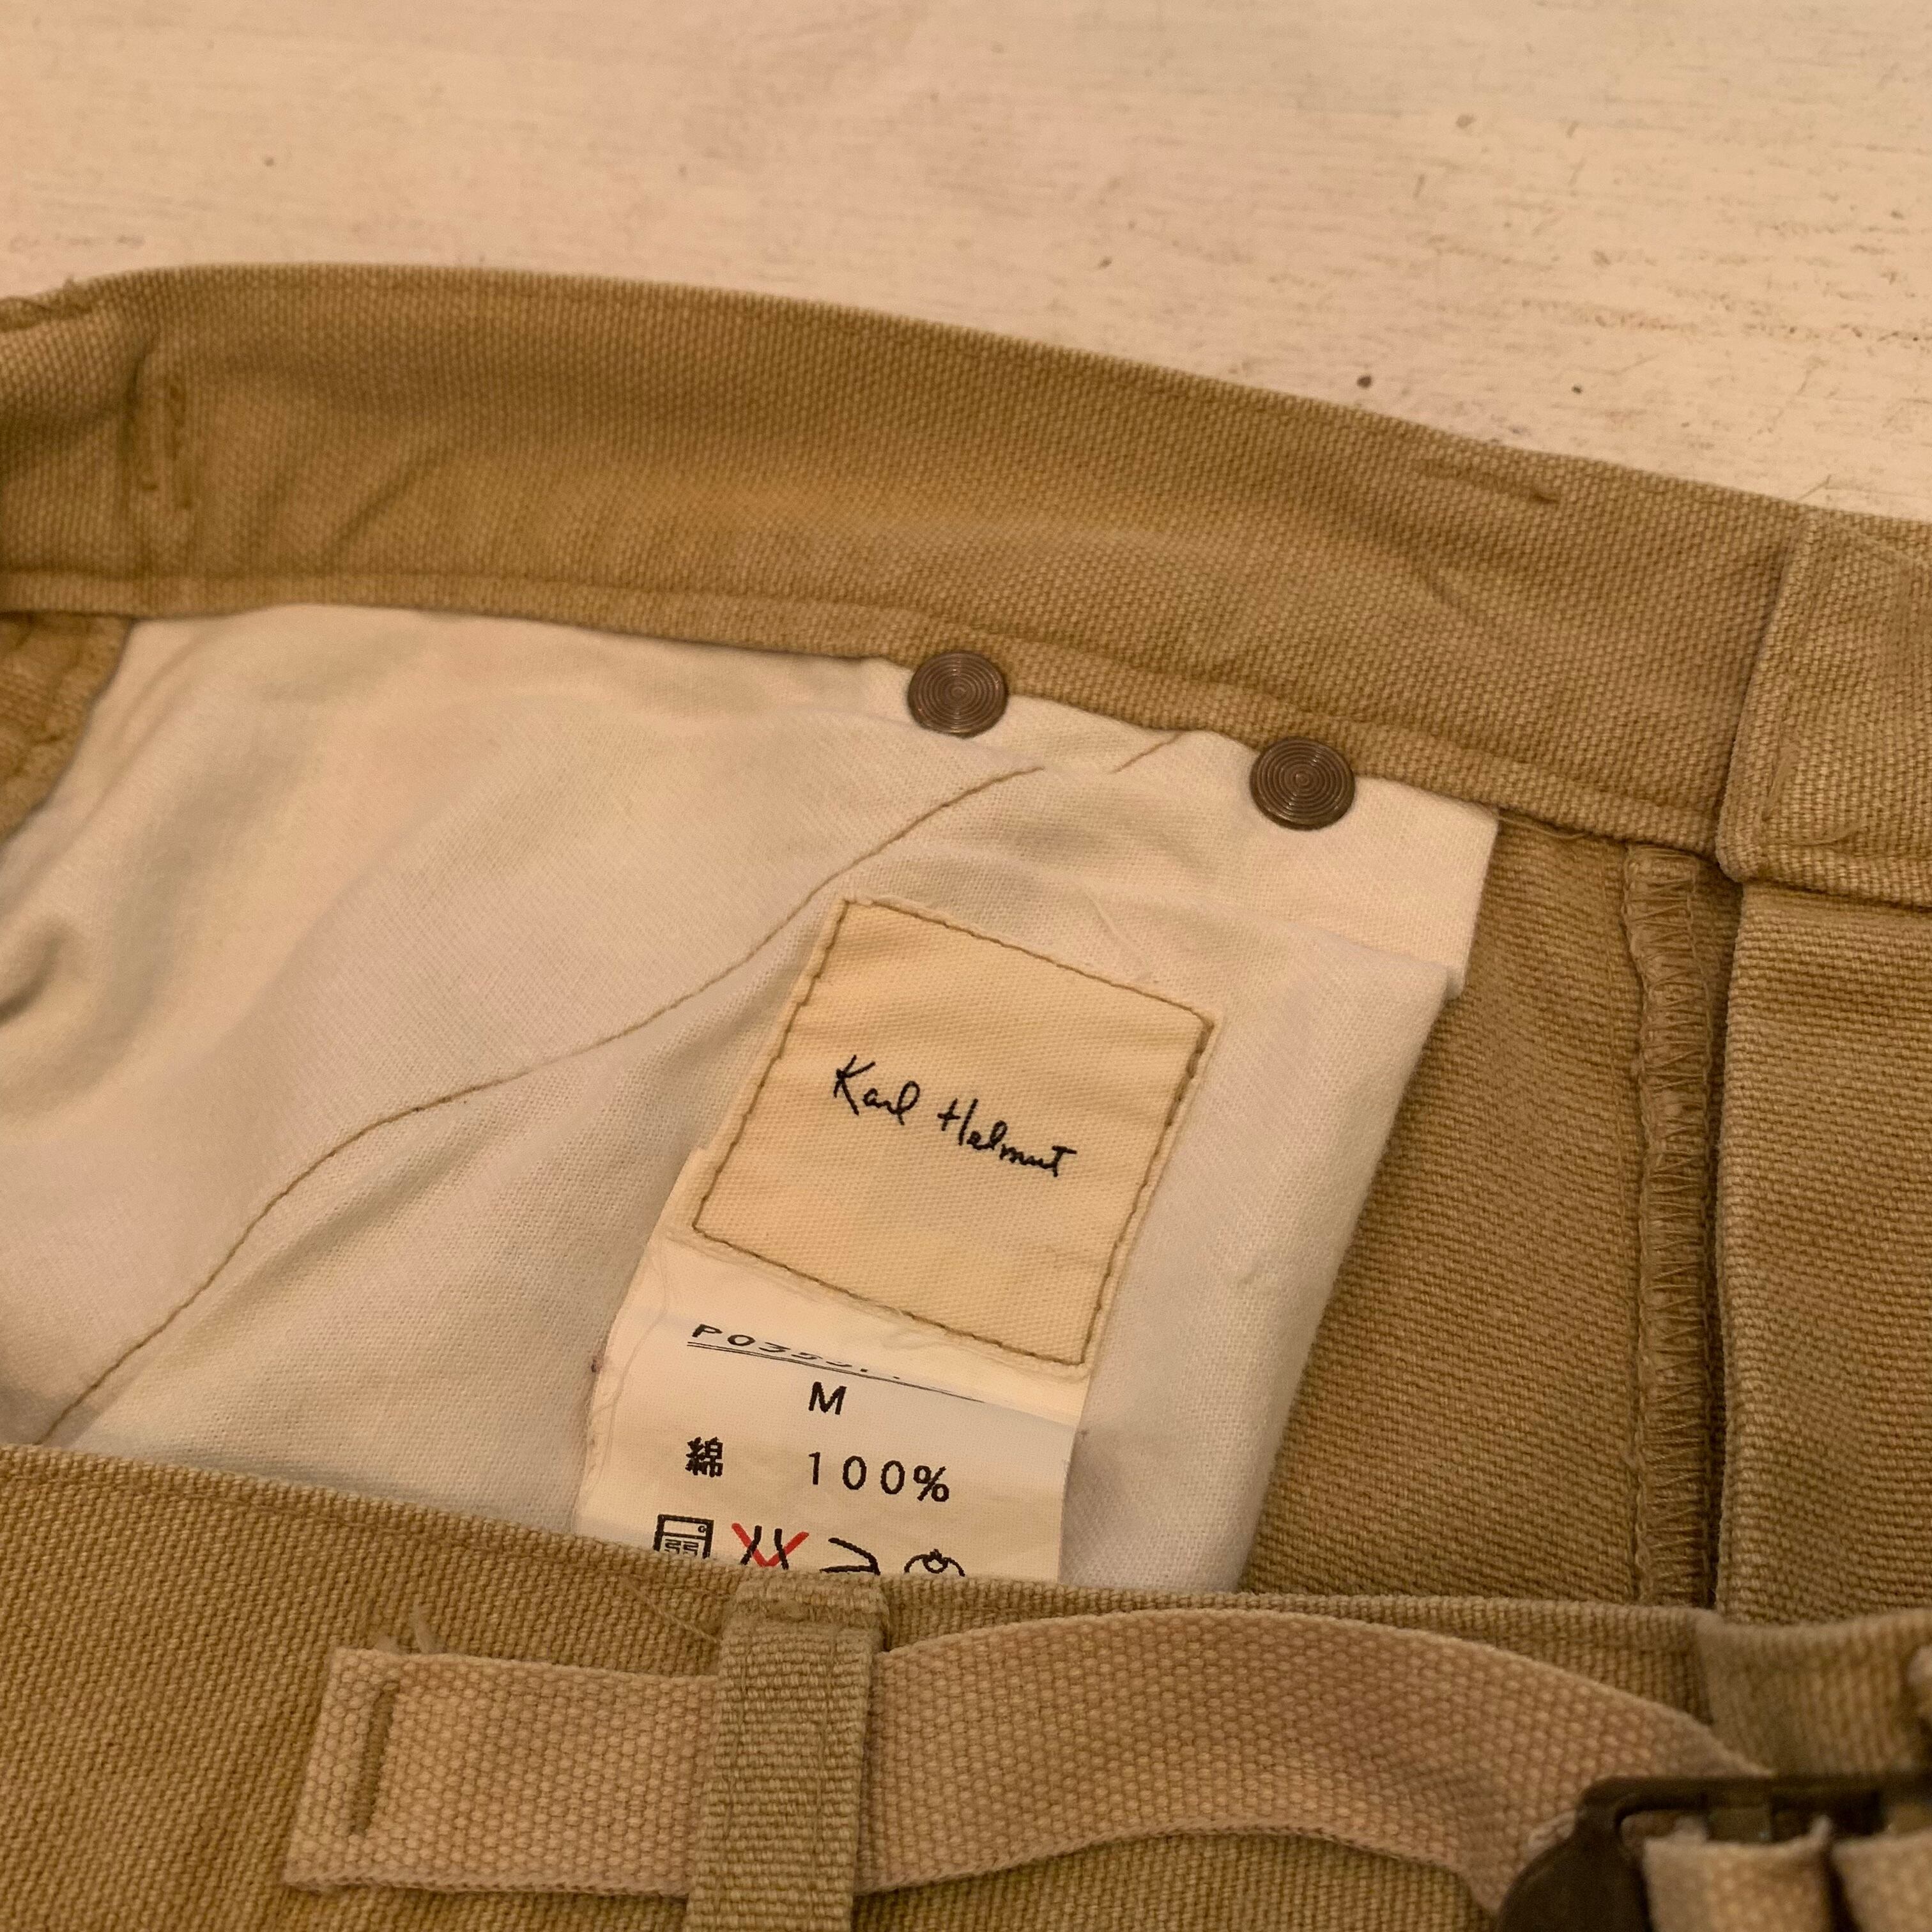 Karl Helmut
M
綿 100%